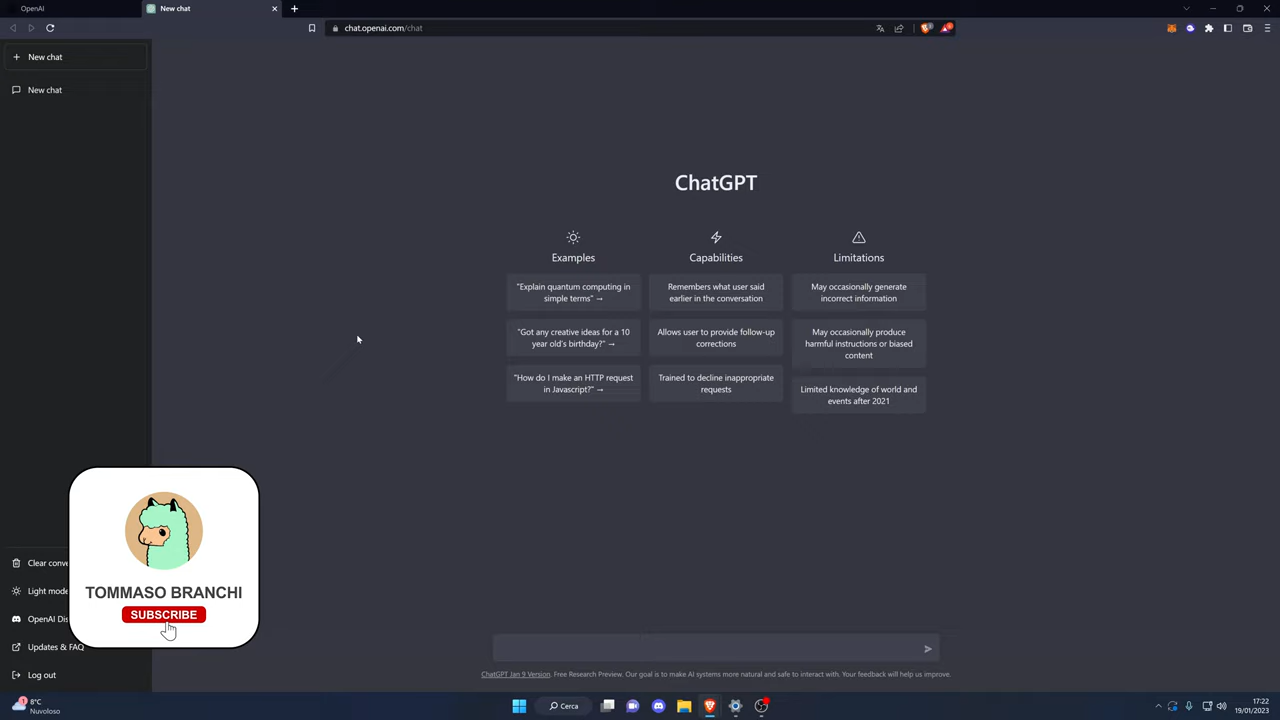 OpenAI
New chat
chat.openai.com/chat
New chat
New chat
ChatGPT
Examples
Capabilities
Limitations
"Explain quantum computing in
simple terms" →
Remembers what user said
earlier in the conversation
May occasionally generate
incorrect information
"Got any creative ideas for a 10
year old's birthday?" →
Allows user to provide follow-up
corrections
May occasionally produce
harmful instructions or biased
content
"How do I make an HTTP request
in Javascript?" →
Trained to decline inappropriate
requests
Limited knowledge of world and
events after 2021
Clear conve
Light mode
OpenAI Dis
Updates & FAQ
Log out
TOMMASO BRANCHI
SUBSCRIBE
ChatGPT Jan 9 Version. Free Research Preview. Our goal is to make AI systems more natural and safe to interact with. Your feedback will help us improve.
8°C
Nuvoloso
Cerca
17:22
19/01/2023